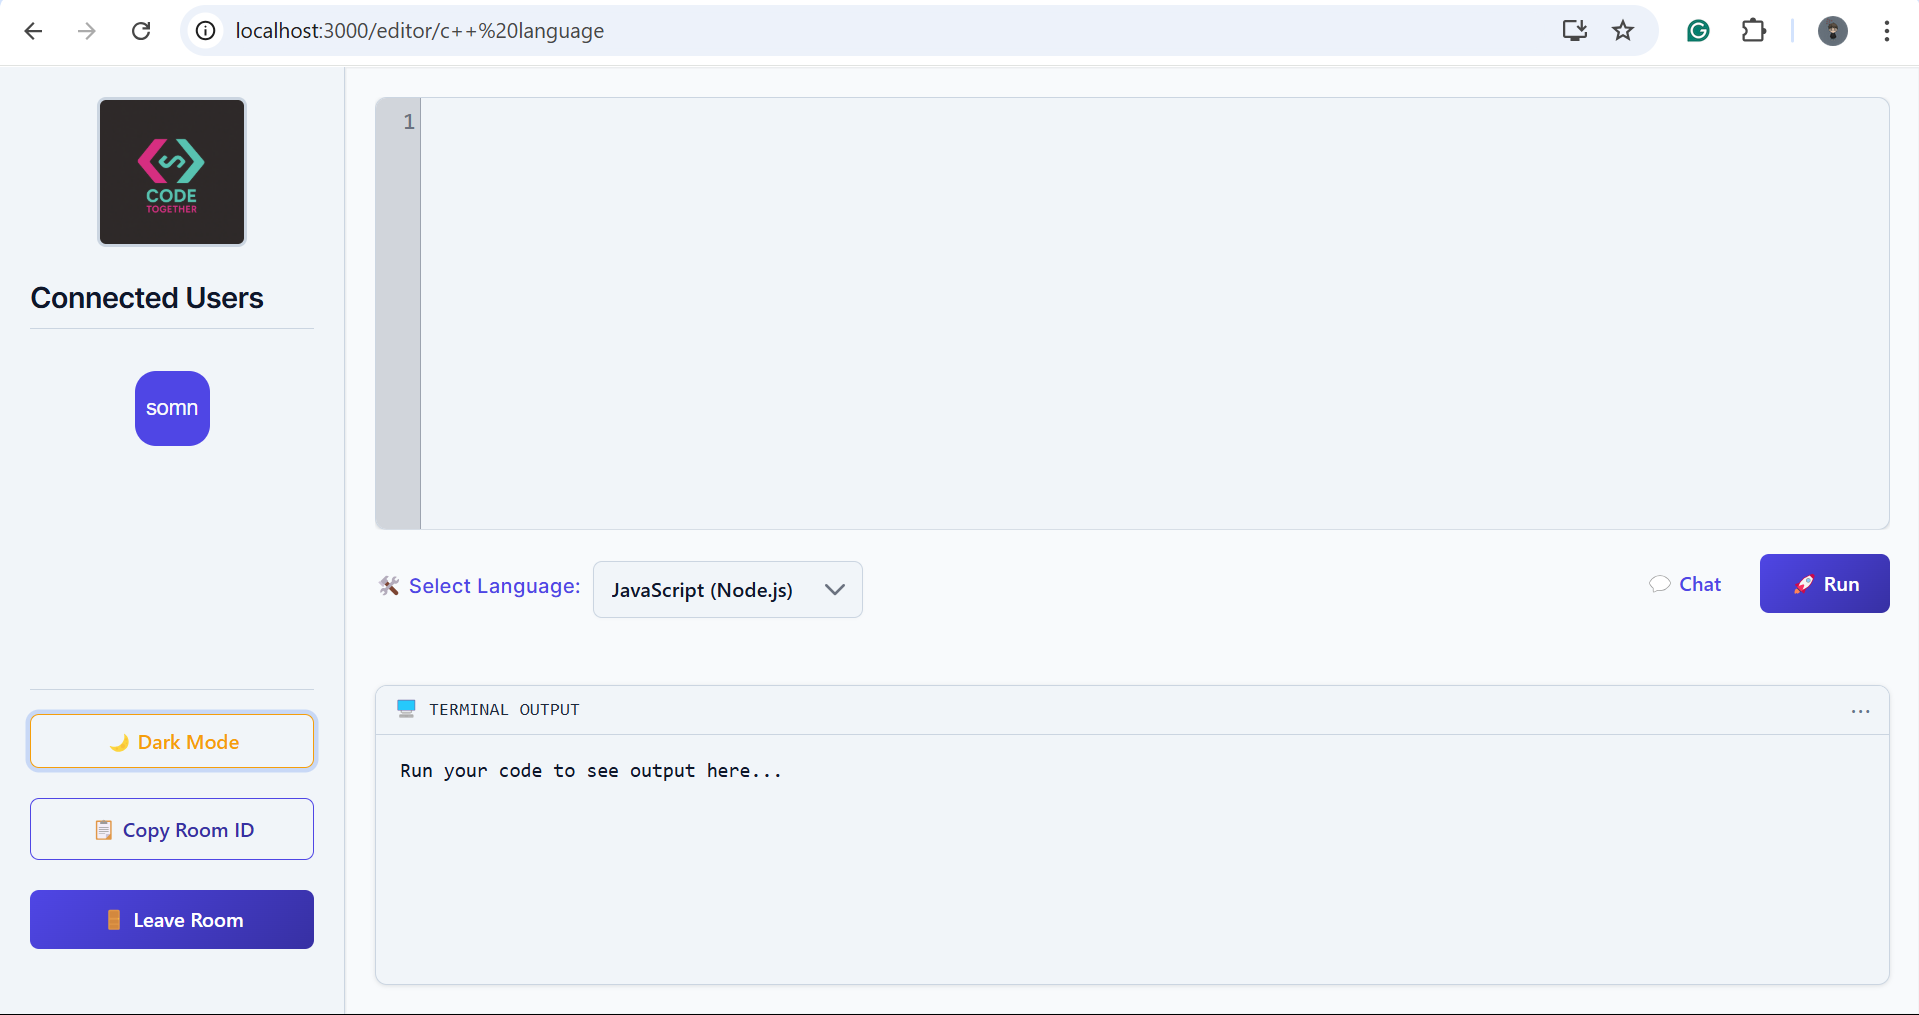 localhost:3000/editor/c++%20language
CODE
TOGETHER
Connected Users
somn
Dark Mode
Copy Room ID
Leave Room
1
Select Language:
JavaScript (Node.js)
Chat
Run
TERMINAL OUTPUT
...
Run your code to see output here...